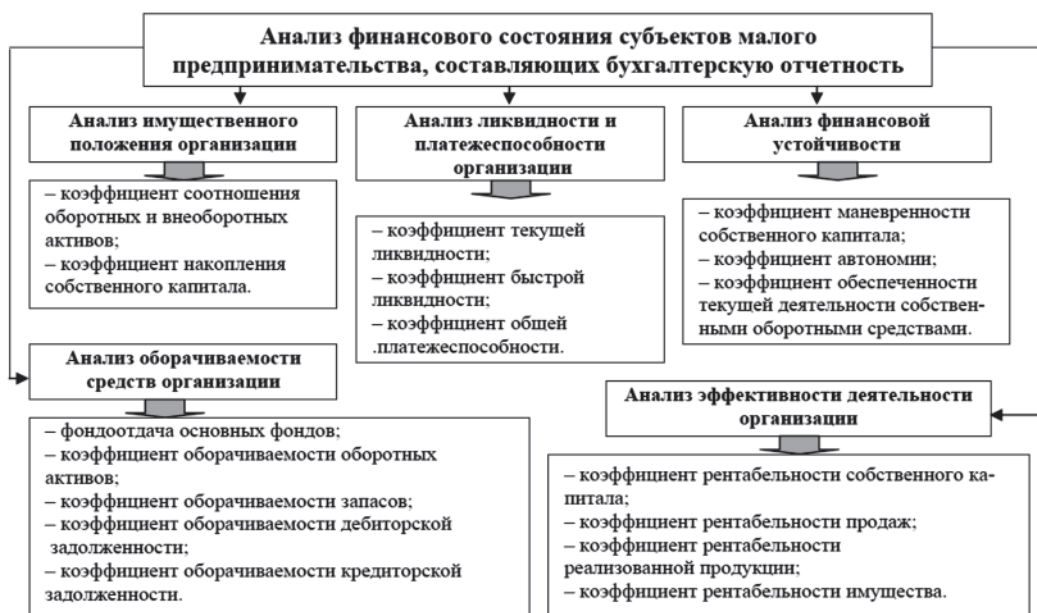 Анализ финансового состояния субъектов малого
предпринимательства, составляющих бухгалтерскую отчетность
Анализ имущественного
положения организации
– коэффициент соотношения
оборотных и внеоборотных
активов;
– коэффициент накопления
собственного капитала.
Анализ ликвидности и
платежеспособности
организации
– коэффициент текущей
ликвидности;
– коэффициент быстрой
ликвидности;
– коэффициент общей
.платежеспособности.
Анализ финансовой
устойчивости
– коэффициент маневренности
собственного капитала;
– коэффициент автономии;
– коэффициент обеспеченности
текущей деятельности собствен-
ными оборотными средствами.
Анализ оборачиваемости
средств организации
– фондоотдача основных фондов;
– коэффициент оборачиваемости оборотных
активов;
– коэффициент оборачиваемости запасов;
– коэффициент оборачиваемости дебиторской
задолженности;
– коэффициент оборачиваемости кредиторской
задолженности.
Анализ эффективности деятельности
организации
– коэффициент рентабельности собственного ка-
питала;
– коэффициент рентабельности продаж;
– коэффициент рентабельности
реализованной продукции;
– коэффициент рентабельности имущества.